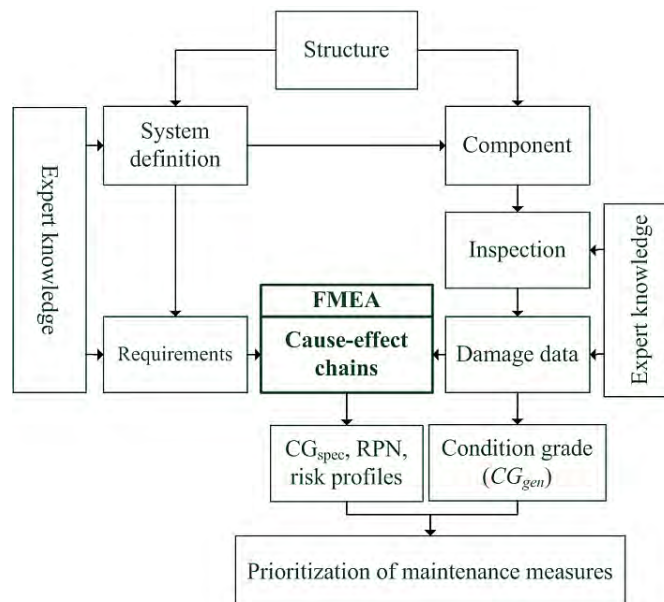 Structure
System
definition
Component
Expert knowledge
Inspection
Expert knowledge
FMEA
Cause-effect
chains
Requirements
Damage data
CGspec, RPN,
risk profiles
Condition grade
(CGgen)
Prioritization of maintenance measures